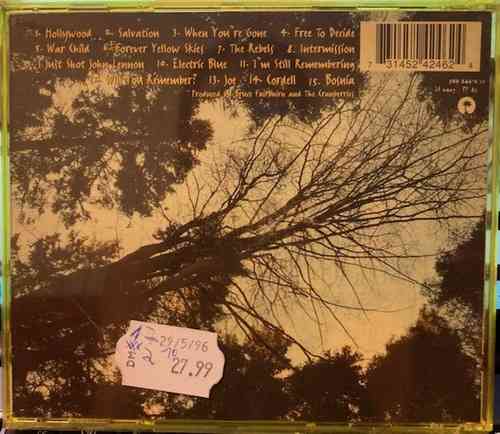 1. Hollywood 2. Salvation 3. When You're Gone 4. Free To Decide
5. War Child 6. Forever Yellow Skies 7. The Rebels 8. Intermission
I Just Shot John Lennon 10. Electric Blue 11. I'm Still Remembering
You Remember? 13. Joe 14. Cordell 15. Bosnia
Produced by Bruce Fairbairn and The Cranberries
7 31452 42462 4
29/5/96
27.99
DM